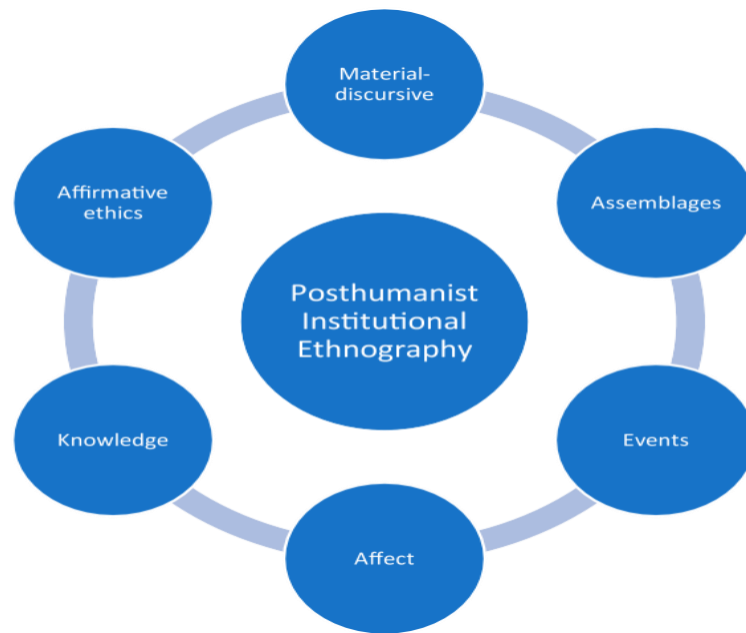 Material-
discursive
Affirmative
ethics
Assemblages
Posthumanist
Institutional
Ethnography
Knowledge
Events
Affect